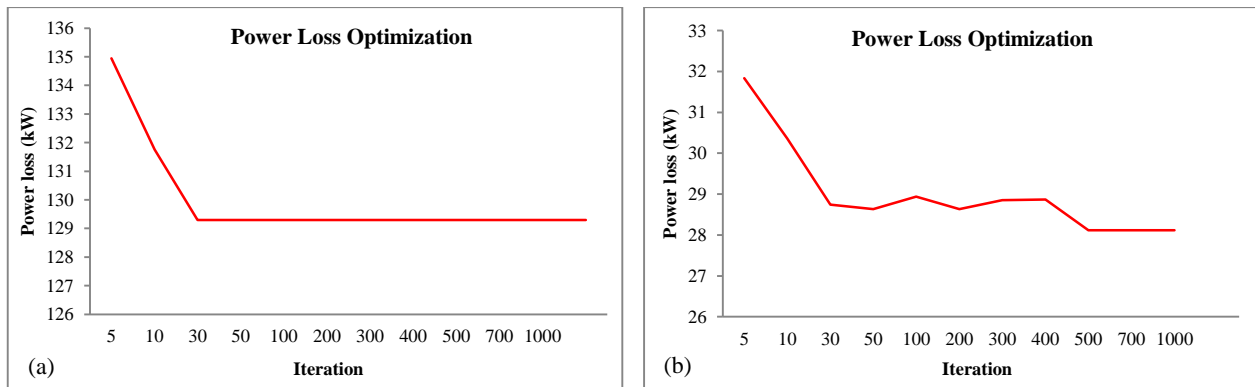 Power Loss Optimization
Power loss (kW)
136
135
134
133
132
131
130
129
128
127
126
5 10 30 50 100 200 300 400 500 700 1000
Iteration
(a)
Power Loss Optimization
Power loss (kW)
33
32
31
30
29
28
27
26
5 10 30 50 100 200 300 400 500 700 1000
Iteration
(b)